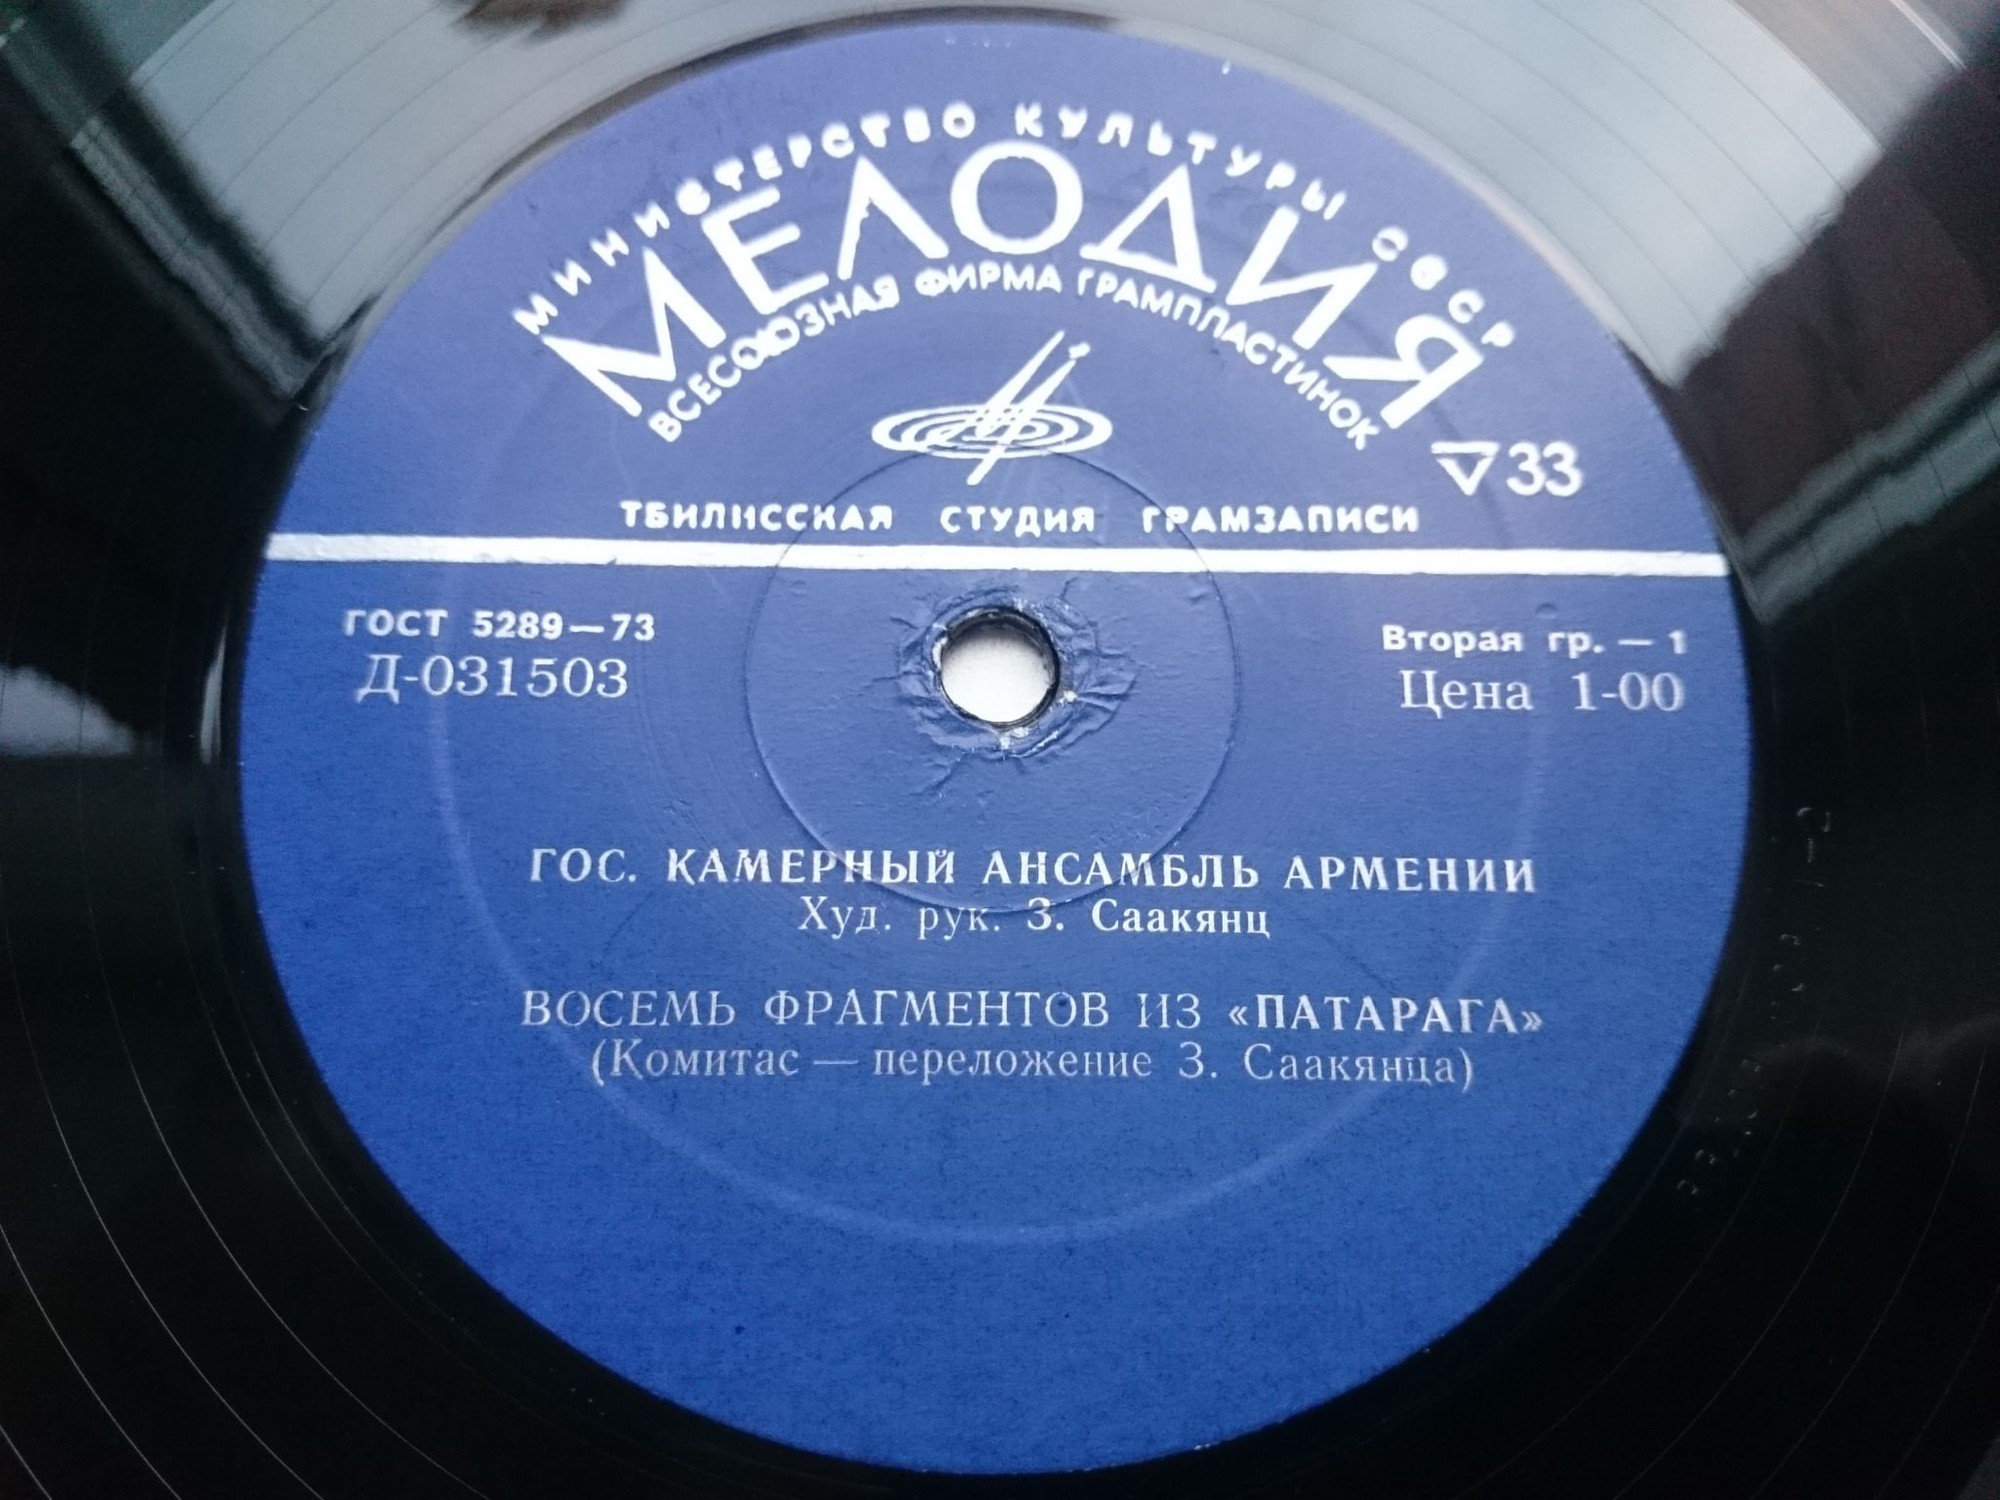 МИНИСТЕРСТВО КУЛЬТУРЫ СССР
МЕЛОДИЯ
ВСЕСОЮЗНАЯ ФИРМА ГРАМПЛАСТИНОК
33
ТБИЛИССКАЯ СТУДИЯ ГРАМЗАПИСИ
ГОСТ 5289—73
Вторая гр. — 1
Д-031503
Цена 1-00
ГОС. КАМЕРНЫЙ АНСАМБЛЬ АРМЕНИИ
Худ. рук. З. Саакянц
ВОСЕМЬ ФРАГМЕНТОВ ИЗ «ПАТАРАГА»
(Комитас — переложение З. Саакянца)